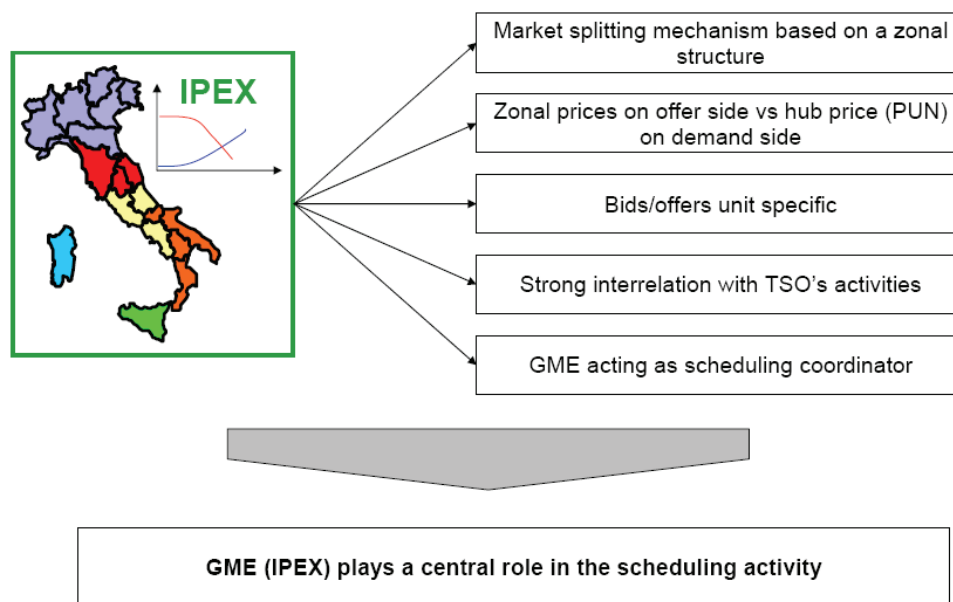 IPEX
Market splitting mechanism based on a zonal
structure
Zonal prices on offer side vs hub price (PUN)
on demand side
Bids/offers unit specific
Strong interrelation with TSO's activities
GME acting as scheduling coordinator
GME (IPEX) plays a central role in the scheduling activity